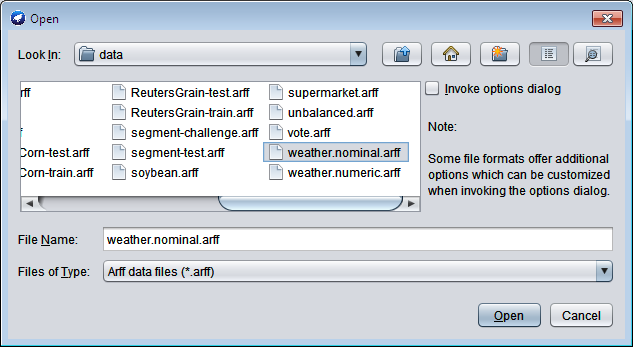 Open
Look In: data
rff ReutersGrain-test.arff supermarket.arff
ReutersGrain-train.arff unbalanced.arff
segment-challenge.arff vote.arff
Corn-test.arff segment-test.arff weather.nominal.arff
Corn-train.arff soybean.arff weather.numeric.arff
Invoke options dialog
Note:
Some file formats offer additional
options which can be customized
when invoking the options dialog.
File Name: weather.nominal.arff
Files of Type: Arff data files (*.arff)
Open Cancel